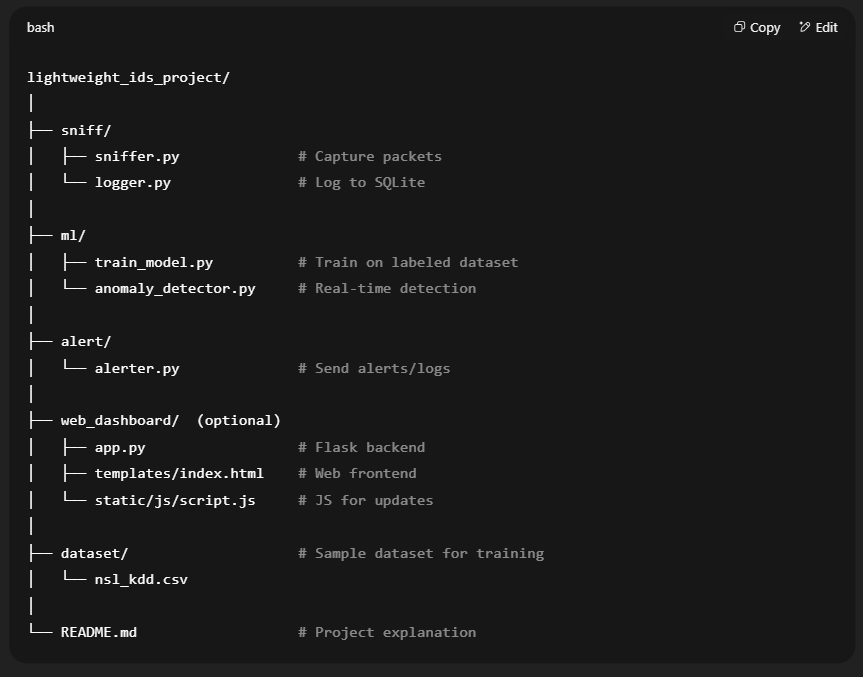 bash
Copy Edit
lightweight_ids_project/
│
├── sniff/
│   ├── sniffer.py              # Capture packets
│   └── logger.py               # Log to SQLite
│
├── ml/
│   ├── train_model.py          # Train on labeled dataset
│   └── anomaly_detector.py     # Real-time detection
│
├── alert/
│   └── alerter.py              # Send alerts/logs
│
├── web_dashboard/  (optional)
│   ├── app.py                  # Flask backend
│   ├── templates/index.html    # Web frontend
│   └── static/js/script.js     # JS for updates
│
├── dataset/                    # Sample dataset for training
│   └── nsl_kdd.csv
│
└── README.md                   # Project explanation